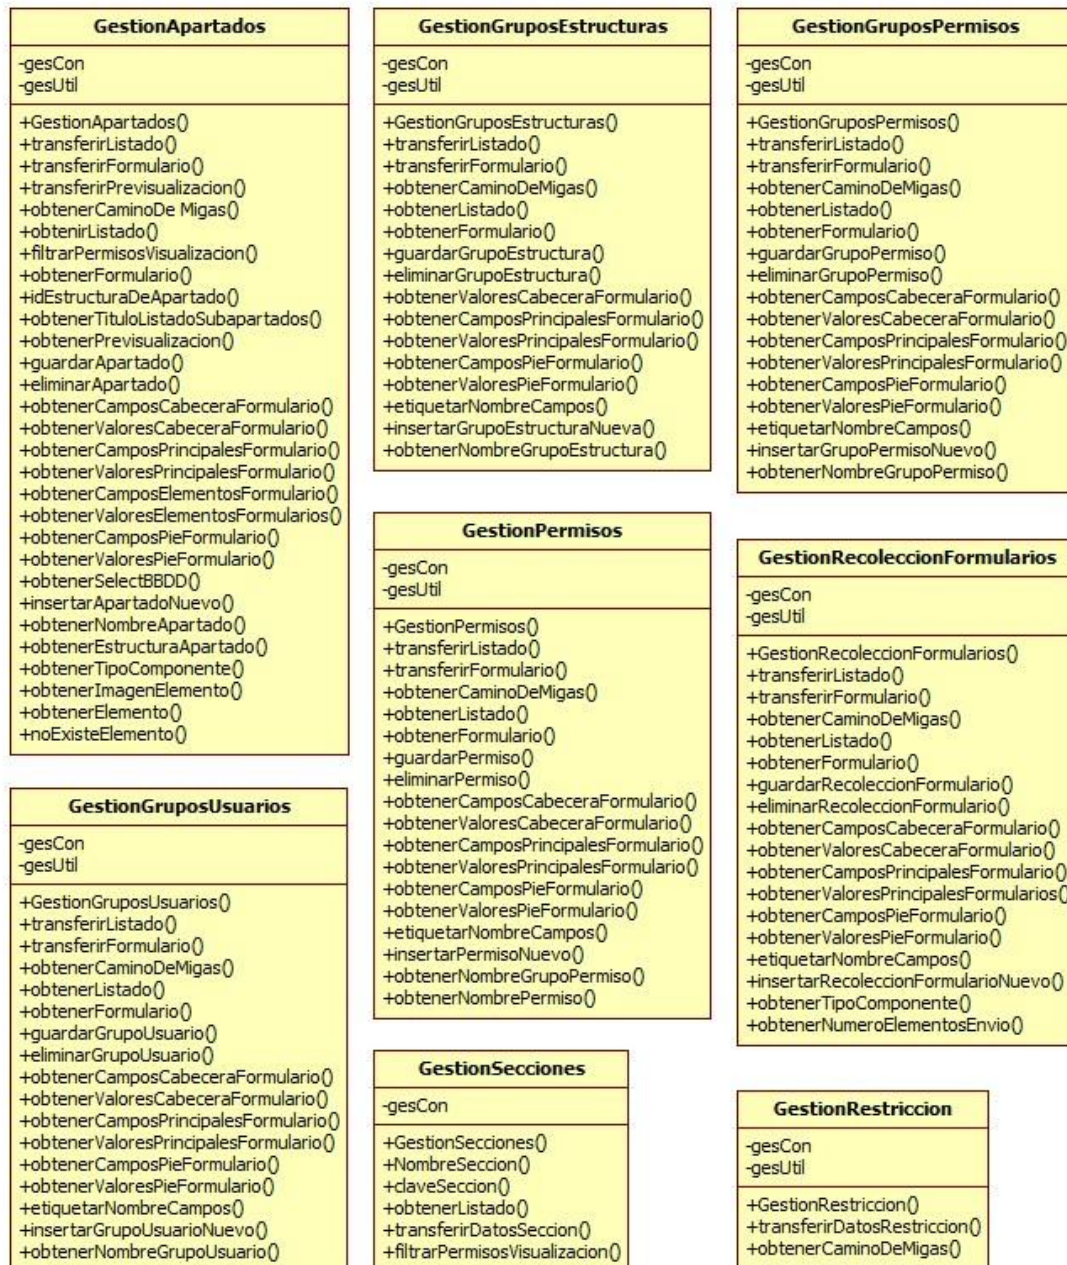 GestionApartados
-gesCon
-gesUtil
+GestionApartados()
+transferirListado()
+transferirFormulario()
+transferirPrevisualizacion()
+obtenerCaminoDe Migas()
+obtenirListado()
+filtrarPermisosVisualizacion()
+obtenerFormulario()
+idEstructuraDeApartado()
+obtenerTituloListadoSubapartados()
+obtenerPrevisualizacion()
+guardarApartado()
+eliminarApartado()
+obtenerCamposCabeceraFormulario()
+obtenerValoresCabeceraFormulario()
+obtenerCamposPrincipalesFormulario()
+obtenerValoresPrincipalesFormulario()
+obtenerCamposElementosFormulario()
+obtenerValoresElementosFormularios()
+obtenerCamposPieFormulario()
+obtenerValoresPieFormulario()
+obtenerSelectBBDD()
+insertarApartadoNuevo()
+obtenerNombreApartado()
+obtenerEstructuraApartado()
+obtenerTipoComponente()
+obtenerImagenElemento()
+obtenerElemento()
+noExisteElemento()
GestionGruposUsuarios
-gesCon
-gesUtil
+GestionGruposUsuarios()
+transferirListado()
+transferirFormulario()
+obtenerCaminoDeMigas()
+obtenerListado()
+obtenerFormulario()
+guardarGrupoUsuario()
+eliminarGrupoUsuario()
+obtenerCamposCabeceraFormulario()
+obtenerValoresCabeceraFormulario()
+obtenerCamposPrincipalesFormulario()
+obtenerValoresPrincipalesFormulario()
+obtenerCamposPieFormulario()
+obtenerValoresPieFormulario()
+etiquetarNombreCampos()
+insertarGrupoUsuarioNuevo()
+obtenerNombreGrupoUsuario()
GestionGruposEstructuras
-gesCon
-gesUtil
+GestionGruposEstructuras()
+transferirListado()
+transferirFormulario()
+obtenerCaminoDeMigas()
+obtenerListado()
+obtenerFormulario()
+guardarGrupoEstructura()
+eliminarGrupoEstructura()
+obtenerValoresCabeceraFormulario()
+obtenerCamposPrincipalesFormulario()
+obtenerValoresPrincipalesFormulario()
+obtenerCamposPieFormulario()
+obtenerValoresPieFormulario()
+etiquetarNombreCampos()
+insertarGrupoEstructuraNueva()
+obtenerNombreGrupoEstructura()
GestionPermisos
-gesCon
-gesUtil
+GestionPermisos()
+transferirListado()
+transferirFormulario()
+obtenerCaminoDeMigas()
+obtenerListado()
+obtenerFormulario()
+guardarPermiso()
+eliminarPermiso()
+obtenerCamposCabeceraFormulario()
+obtenerValoresCabeceraFormulario()
+obtenerCamposPrincipalesFormulario()
+obtenerValoresPrincipalesFormulario()
+obtenerCamposPieFormulario()
+obtenerValoresPieFormulario()
+etiquetarNombreCampos()
+insertarPermisoNuevo()
+obtenerNombreGrupoPermiso()
+obtenerNombrePermiso()
GestionSecciones
-gesCon
+GestionSecciones()
+NombreSeccion()
+claveSeccion()
+obtenerListado()
+transferirDatosSeccion()
+filtrarPermisosVisualizacion()
GestionGruposPermisos
-gesCon
-gesUtil
+GestionGruposPermisos()
+transferirListado()
+transferirFormulario()
+obtenerCaminoDeMigas()
+obtenerListado()
+obtenerFormulario()
+guardarGrupoPermiso()
+eliminarGrupoPermiso()
+obtenerCamposCabeceraFormulario()
+obtenerValoresCabeceraFormulario()
+obtenerCamposPrincipalesFormulario()
+obtenerValoresPrincipalesFormulario()
+obtenerCamposPieFormulario()
+obtenerValoresPieFormulario()
+etiquetarNombreCampos()
+insertarGrupoPermisoNuevo()
+obtenerNombreGrupoPermiso()
GestionRecoleccionFormularios
-gesCon
-gesUtil
+GestionRecoleccionFormularios()
+transferirListado()
+transferirFormulario()
+obtenerCaminoDeMigas()
+obtenerListado()
+obtenerFormulario()
+guardarRecoleccionFormulario()
+eliminarRecoleccionFormulario()
+obtenerCamposCabeceraFormulario()
+obtenerValoresCabeceraFormulario()
+obtenerCamposPrincipalesFormulario()
+obtenerValoresPrincipalesFormularios()
+obtenerCamposPieFormulario()
+obtenerValoresPieFormulario()
+etiquetarNombreCampos()
+insertarRecoleccionFormularioNuevo()
+obtenerTipoComponente()
+obtenerNumeroElementosEnvio()
GestionRestriccion
-gesCon
-gesUtil
+GestionRestriccion()
+transferirDatosRestriccion()
+obtenerCaminoDeMigas()